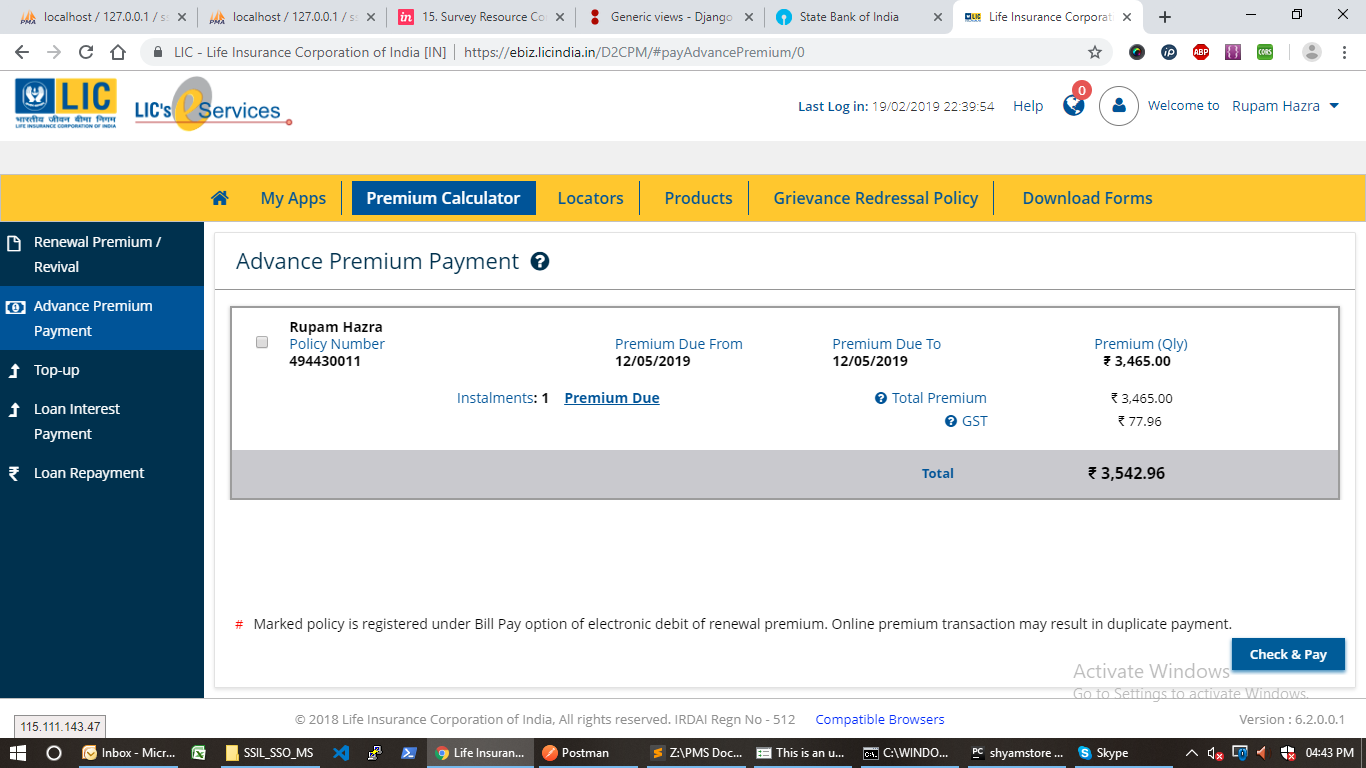 localhost / 127.0.0.1 / ss
localhost / 127.0.0.1 / ss
15. Survey Resource Co
Generic views - Django
State Bank of India
Life Insurance Corporat
LIC - Life Insurance Corporation of India [IN]
https://ebiz.licindia.in/D2CPM/#payAdvancePremium/0
LIC
भारतीय जीवन बीमा निगम
LIFE INSURANCE CORPORATION OF INDIA
LIC's eServices
Last Log in: 19/02/2019 22:39:54
Help
0
Welcome to Rupam Hazra
My Apps
Premium Calculator
Locators
Products
Grievance Redressal Policy
Download Forms
Renewal Premium /
Revival
Advance Premium
Payment
Top-up
Loan Interest
Payment
Loan Repayment
Advance Premium Payment
Rupam Hazra
Policy Number Premium Due From Premium Due To Premium (Qly)
494430011 12/05/2019 12/05/2019 ₹ 3,465.00
Instalments: 1 Premium Due Total Premium ₹ 3,465.00
GST ₹ 77.96
Total ₹ 3,542.96
# Marked policy is registered under Bill Pay option of electronic debit of renewal premium. Online premium transaction may result in duplicate payment.
Check & Pay
Activate Windows
Go to Settings to activate Windows.
115.111.143.47
© 2018 Life Insurance Corporation of India, All rights reserved. IRDAI Regn No - 512 Compatible Browsers Version : 6.2.0.0.1
Inbox - Micr...
SSIL_SSO_MS
Life Insuran...
Postman
Z:\PMS Doc...
This is an u...
C:\WINDO...
shyamstore ...
Skype
04:43 PM